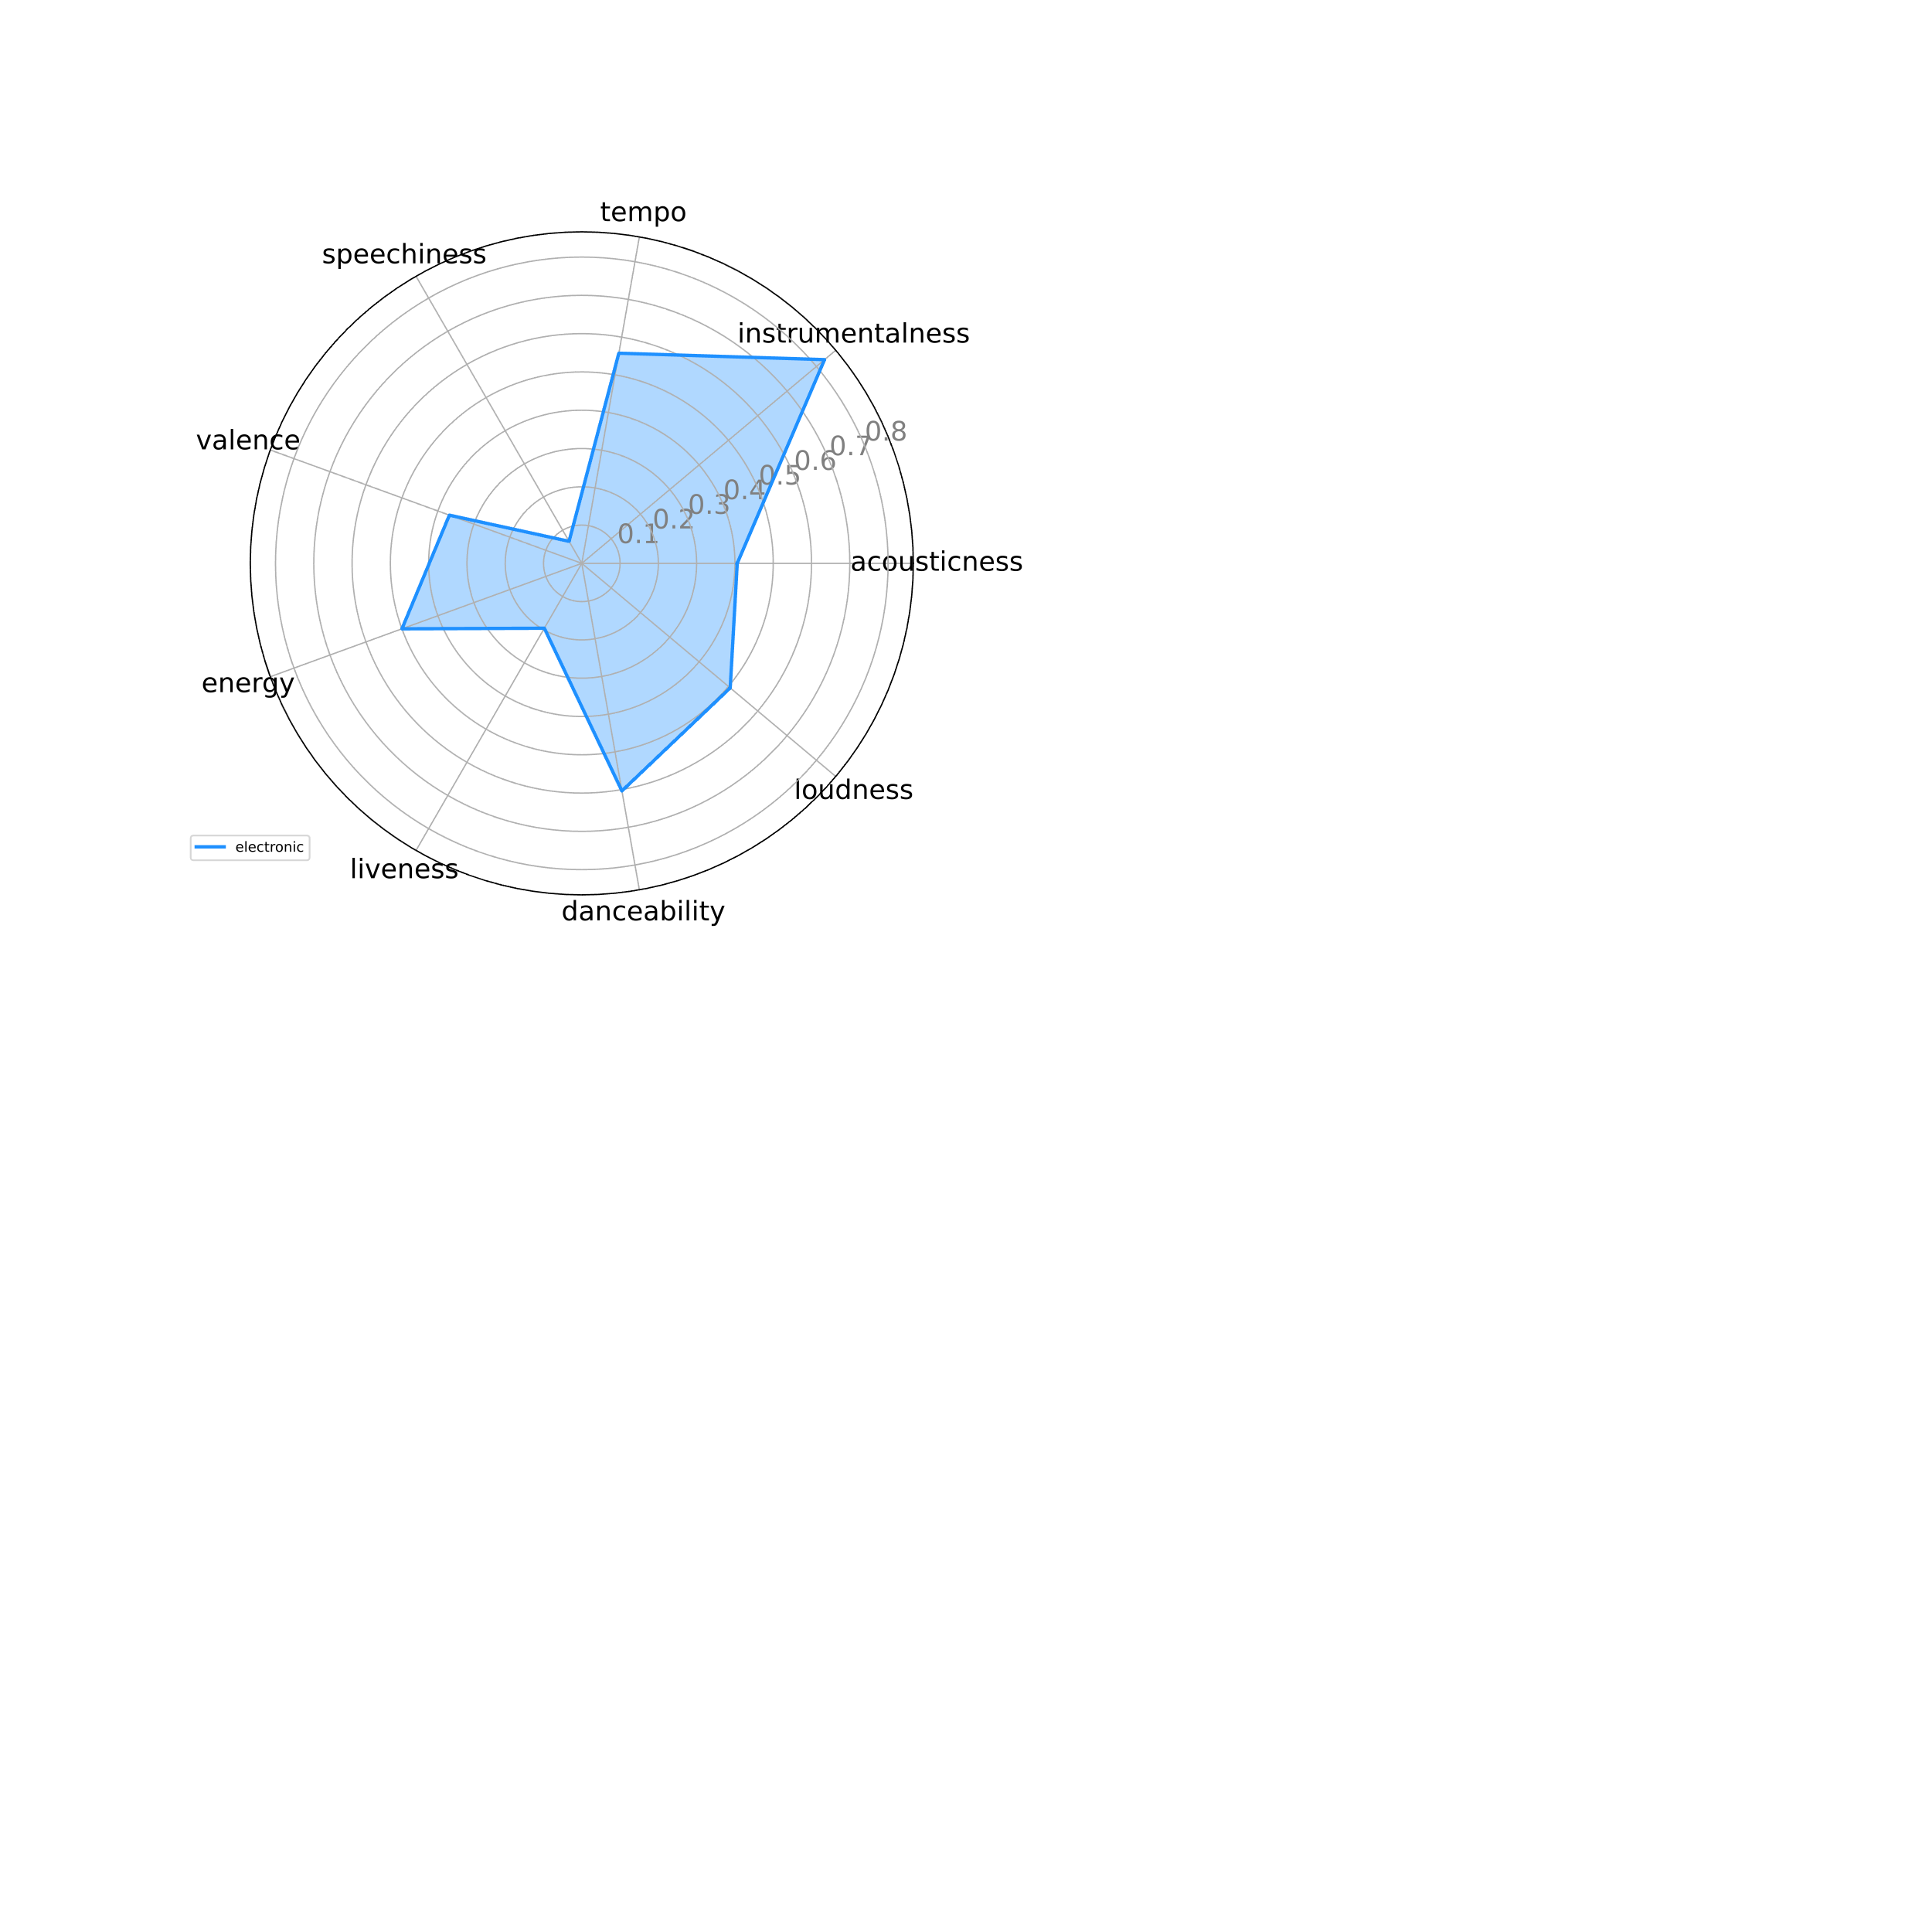 tempo
speechiness
instrumentalness
valence
0.8
0.7
0.6
0.5
0.4
0.3
0.2
0.1
acousticness
energy
loudness
electronic
liveness
danceability